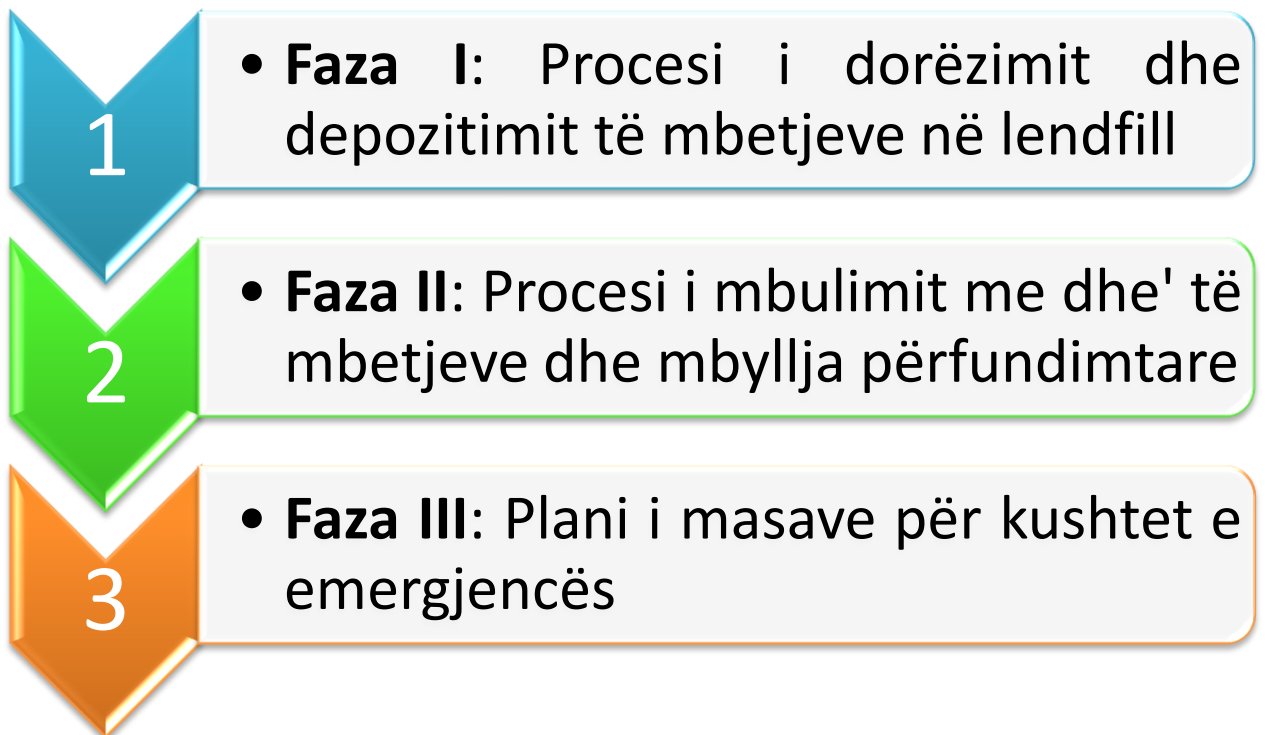 1
• Faza I: Procesi i dorëzimit dhe
depozitimit të mbetjeve në lendfill
2
• Faza II: Procesi i mbulimit me dhe' të
mbetjeve dhe mbyllja përfundimtare
3
• Faza III: Plani i masave për kushtet e
emergjencës